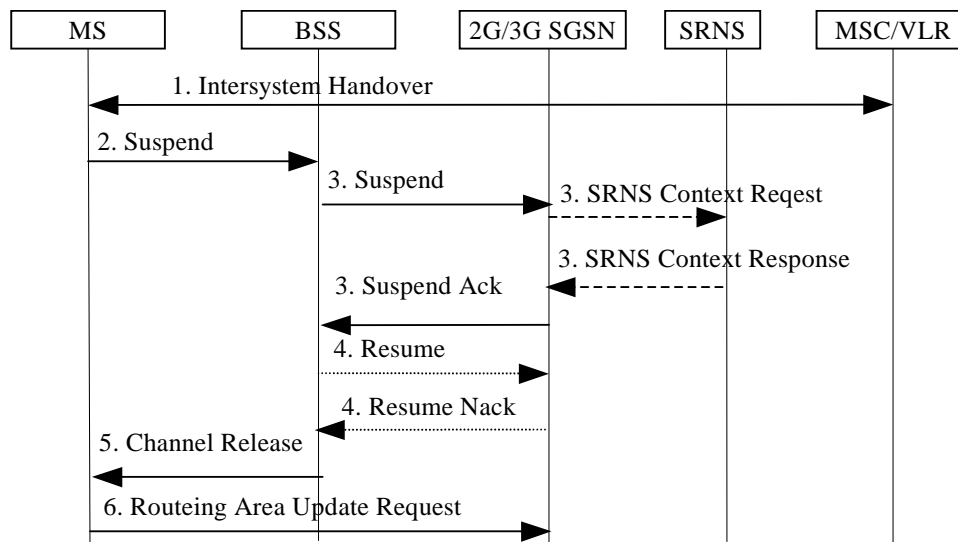 MS
BSS
2G/3G SGSN
SRNS
MSC/VLR
1. Intersystem Handover
2. Suspend
3. Suspend
3. SRNS Context Reqest
3. SRNS Context Response
3. Suspend Ack
4. Resume
4. Resume Nack
5. Channel Release
6. Routeing Area Update Request